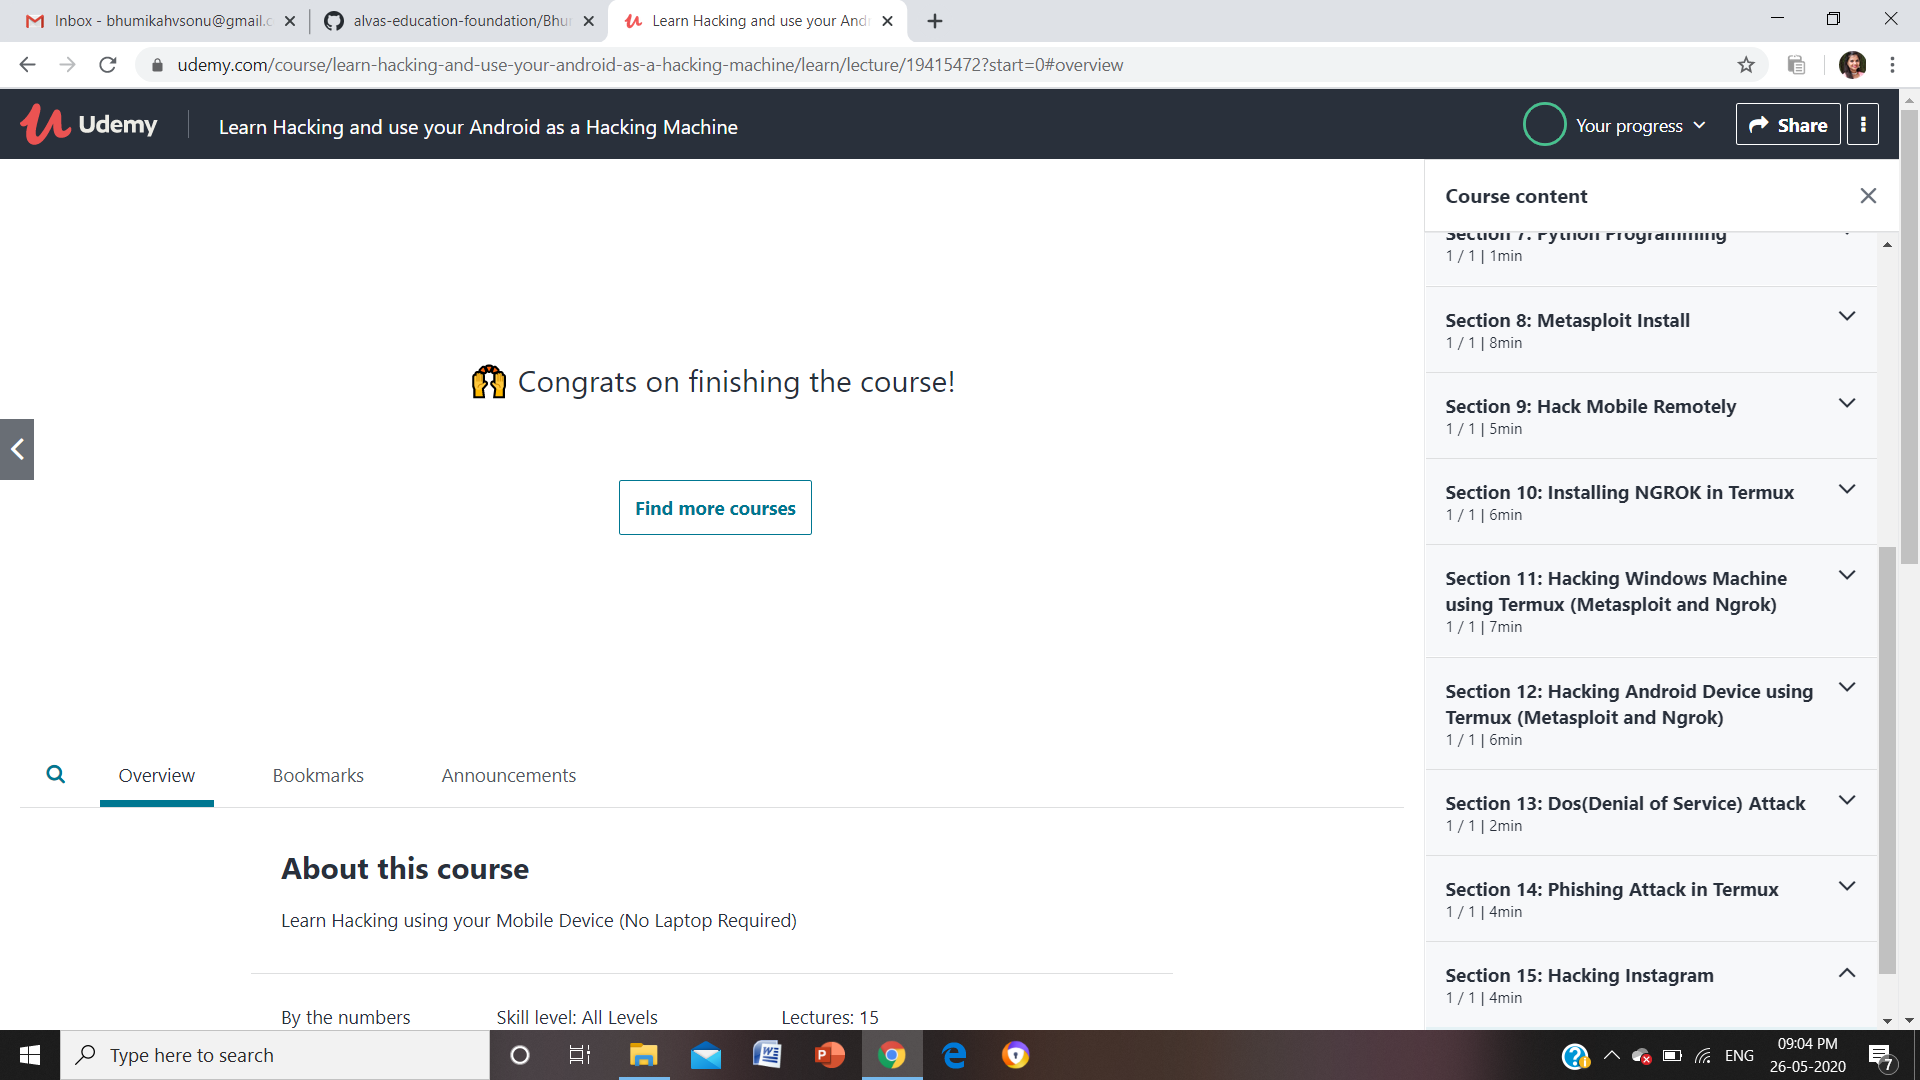 Inbox - bhumikahvsonu@gmail.c
alvas-education-foundation/Bhu
Learn Hacking and use your And
udemy.com/course/learn-hacking-and-use-your-android-as-a-hacking-machine/learn/lecture/19415472?start=0#overview
Udemy
Learn Hacking and use your Android as a Hacking Machine
Your progress
Share
Congrats on finishing the course!
Find more courses
Overview
Bookmarks
Announcements
About this course
Learn Hacking using your Mobile Device (No Laptop Required)
By the numbers
Skill level: All Levels
Lectures: 15
Course content
Section 7: Python Programming
1 / 1 | 1min
Section 8: Metasploit Install
1 / 1 | 8min
Section 9: Hack Mobile Remotely
1 / 1 | 5min
Section 10: Installing NGROK in Termux
1 / 1 | 6min
Section 11: Hacking Windows Machine
using Termux (Metasploit and Ngrok)
1 / 1 | 7min
Section 12: Hacking Android Device using
Termux (Metasploit and Ngrok)
1 / 1 | 6min
Section 13: Dos(Denial of Service) Attack
1 / 1 | 2min
Section 14: Phishing Attack in Termux
1 / 1 | 4min
Section 15: Hacking Instagram
1 / 1 | 4min
Type here to search
ENG
09:04 PM
26-05-2020
7